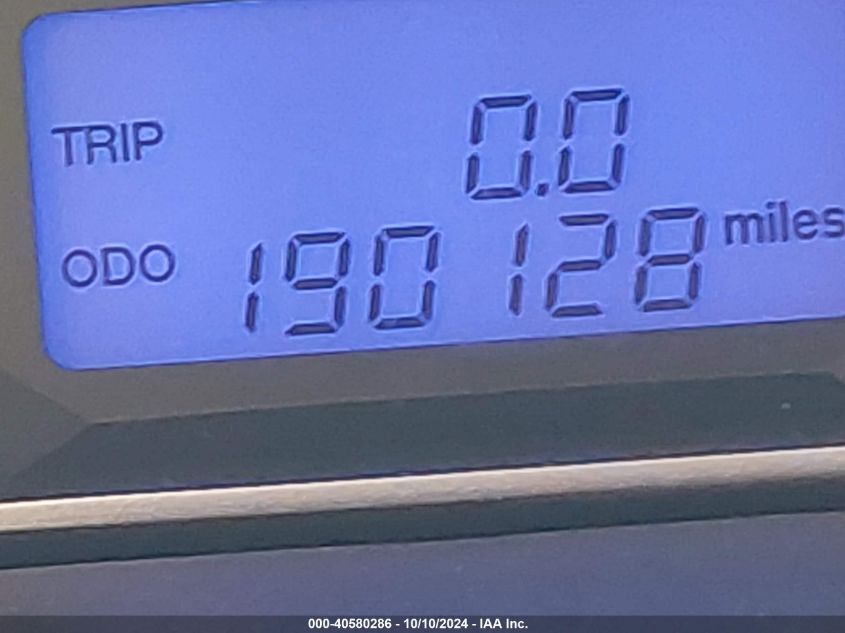 TRIP 0.0
ODO 190128 miles
000-40580286 - 10/10/2024 - IAA Inc.